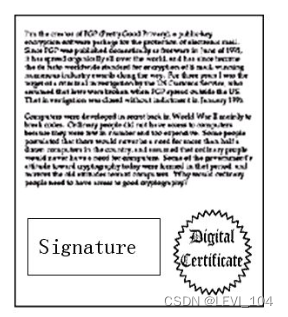 I'm the creator of PGP (Pretty Good Privacy), a public-key
encryption software package for the protection of electronic mail.
Since PGP was published domestically as freeware in June of 1991,
it has spread organically all over the world, and has since become
the de facto worldwide standard for encryption of E-mail, winning
numerous industry awards along the way. For three years I was the
target of a criminal investigation by the US Customs Service, who
assumed that laws were broken when PGP spread outside the US.
That investigation was closed without indictment in January 1996.
Computers were developed in secret back in World War II mainly to
break codes. Ordinary people did not have access to computers,
because they were few in number and too expensive. Some people
postulated that there would never be a need for more than half a
dozen computers in the country, and assumed that ordinary people
would never have a need for computers. Some of the government's
attitude toward cryptography today were formed in that period, and
the old attitudes toward computers. Why would ordinary
people need to have access to good cryptography?
Signature
Digital
Certificate
CSDN @LEVI_104